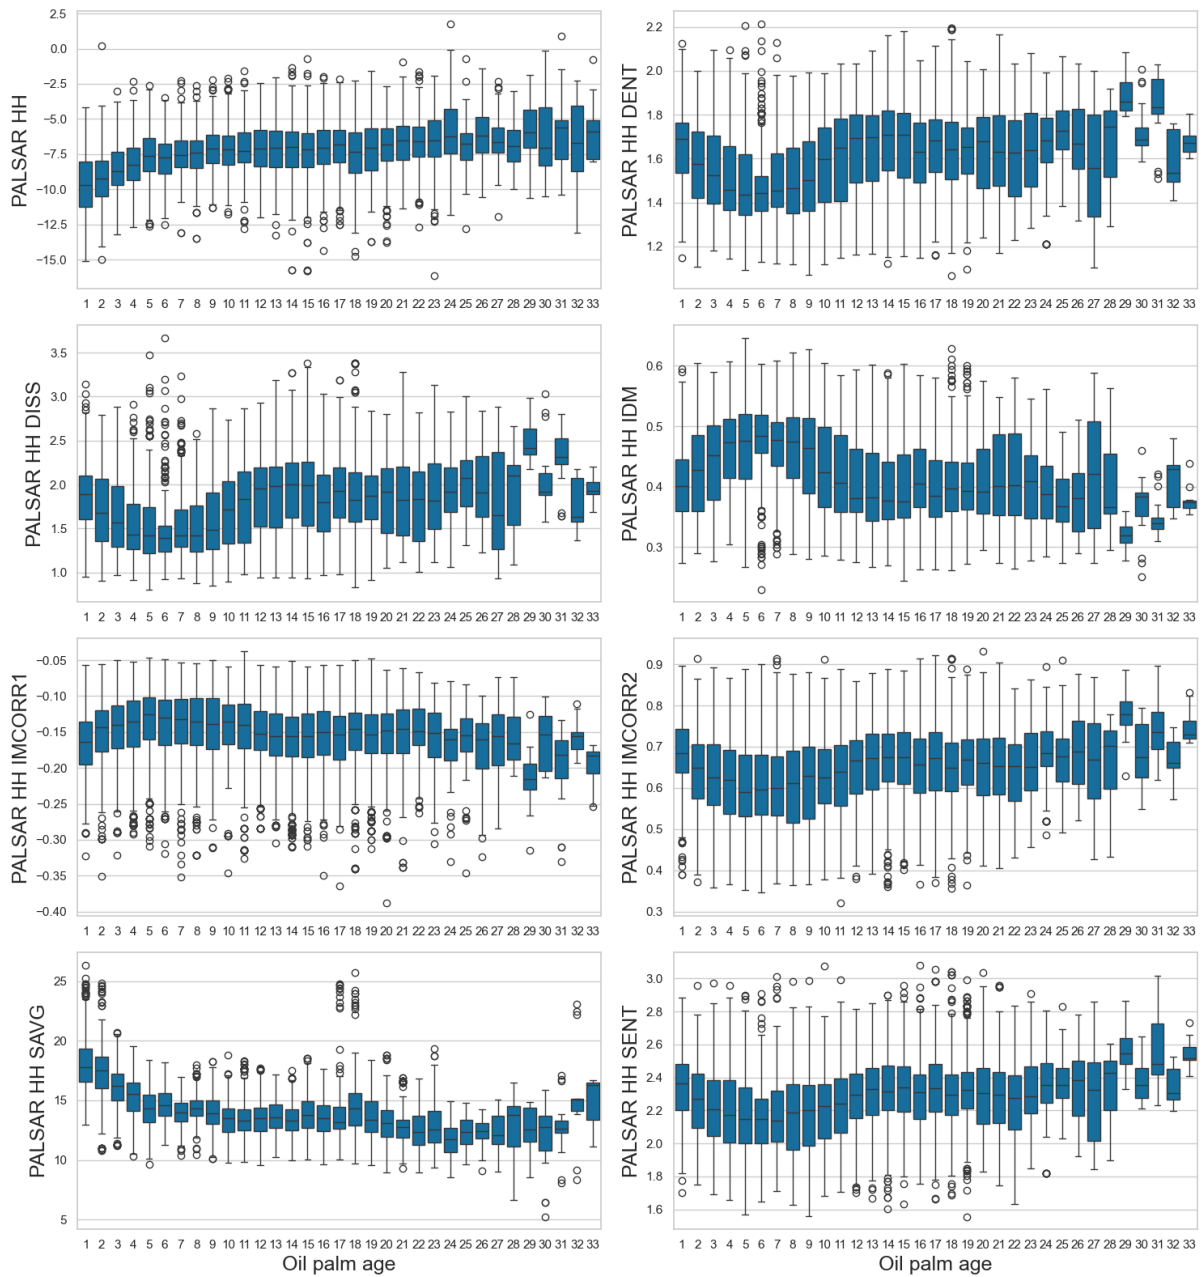 PALSAR HH
2.5
0.0
−2.5
−5.0
−7.5
−10.0
−12.5
−15.0
1 2 3 4 5 6 7 8 9 10 11 12 13 14 15 16 17 18 19 20 21 22 23 24 25 26 27 28 29 30 31 32 33
PALSAR HH DENT
2.2
2.0
1.8
1.6
1.4
1.2
1 2 3 4 5 6 7 8 9 10 11 12 13 14 15 16 17 18 19 20 21 22 23 24 25 26 27 28 29 30 31 32 33
PALSAR HH DISS
3.5
3.0
2.5
2.0
1.5
1.0
1 2 3 4 5 6 7 8 9 10 11 12 13 14 15 16 17 18 19 20 21 22 23 24 25 26 27 28 29 30 31 32 33
PALSAR HH IDM
0.6
0.5
0.4
0.3
1 2 3 4 5 6 7 8 9 10 11 12 13 14 15 16 17 18 19 20 21 22 23 24 25 26 27 28 29 30 31 32 33
PALSAR HH IMCORR1
−0.05
−0.10
−0.15
−0.20
−0.25
−0.30
−0.35
−0.40
1 2 3 4 5 6 7 8 9 10 11 12 13 14 15 16 17 18 19 20 21 22 23 24 25 26 27 28 29 30 31 32 33
PALSAR HH IMCORR2
0.9
0.8
0.7
0.6
0.5
0.4
0.3
1 2 3 4 5 6 7 8 9 10 11 12 13 14 15 16 17 18 19 20 21 22 23 24 25 26 27 28 29 30 31 32 33
PALSAR HH SAVG
25
20
15
10
5
1 2 3 4 5 6 7 8 9 10 11 12 13 14 15 16 17 18 19 20 21 22 23 24 25 26 27 28 29 30 31 32 33
Oil palm age
PALSAR HH SENT
3.0
2.8
2.6
2.4
2.2
2.0
1.8
1.6
1 2 3 4 5 6 7 8 9 10 11 12 13 14 15 16 17 18 19 20 21 22 23 24 25 26 27 28 29 30 31 32 33
Oil palm age